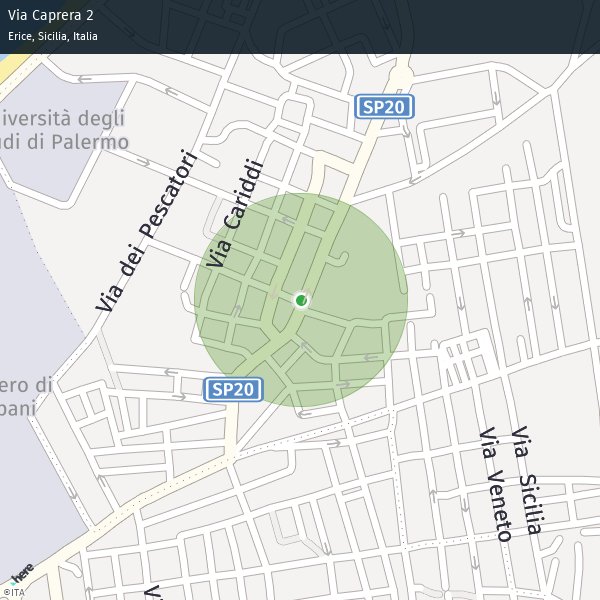 Via Caprera 2
Erice, Sicilia, Italia
SP20
iversità degli
udi di Palermo
Via dei Pescatori
Via Cariddi
SP20
ero di
pani
Via Veneto
Via Sicilia
V
here
©ITA